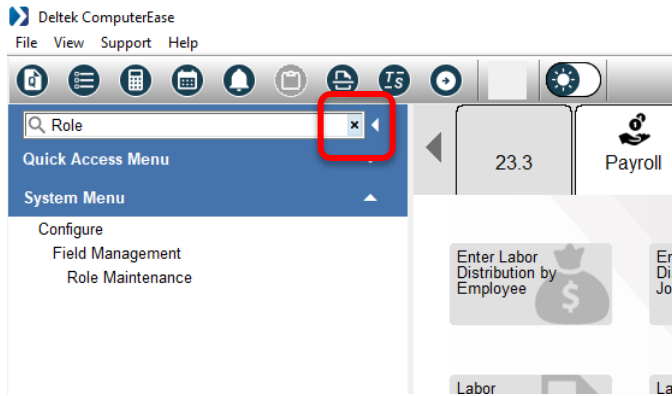 Deltek ComputerEase
File View Support Help
TS
Role
Quick Access Menu
System Menu
Configure
Field Management
Role Maintenance
23.3
Payroll
Enter Labor
Distribution by
Employee
Labor